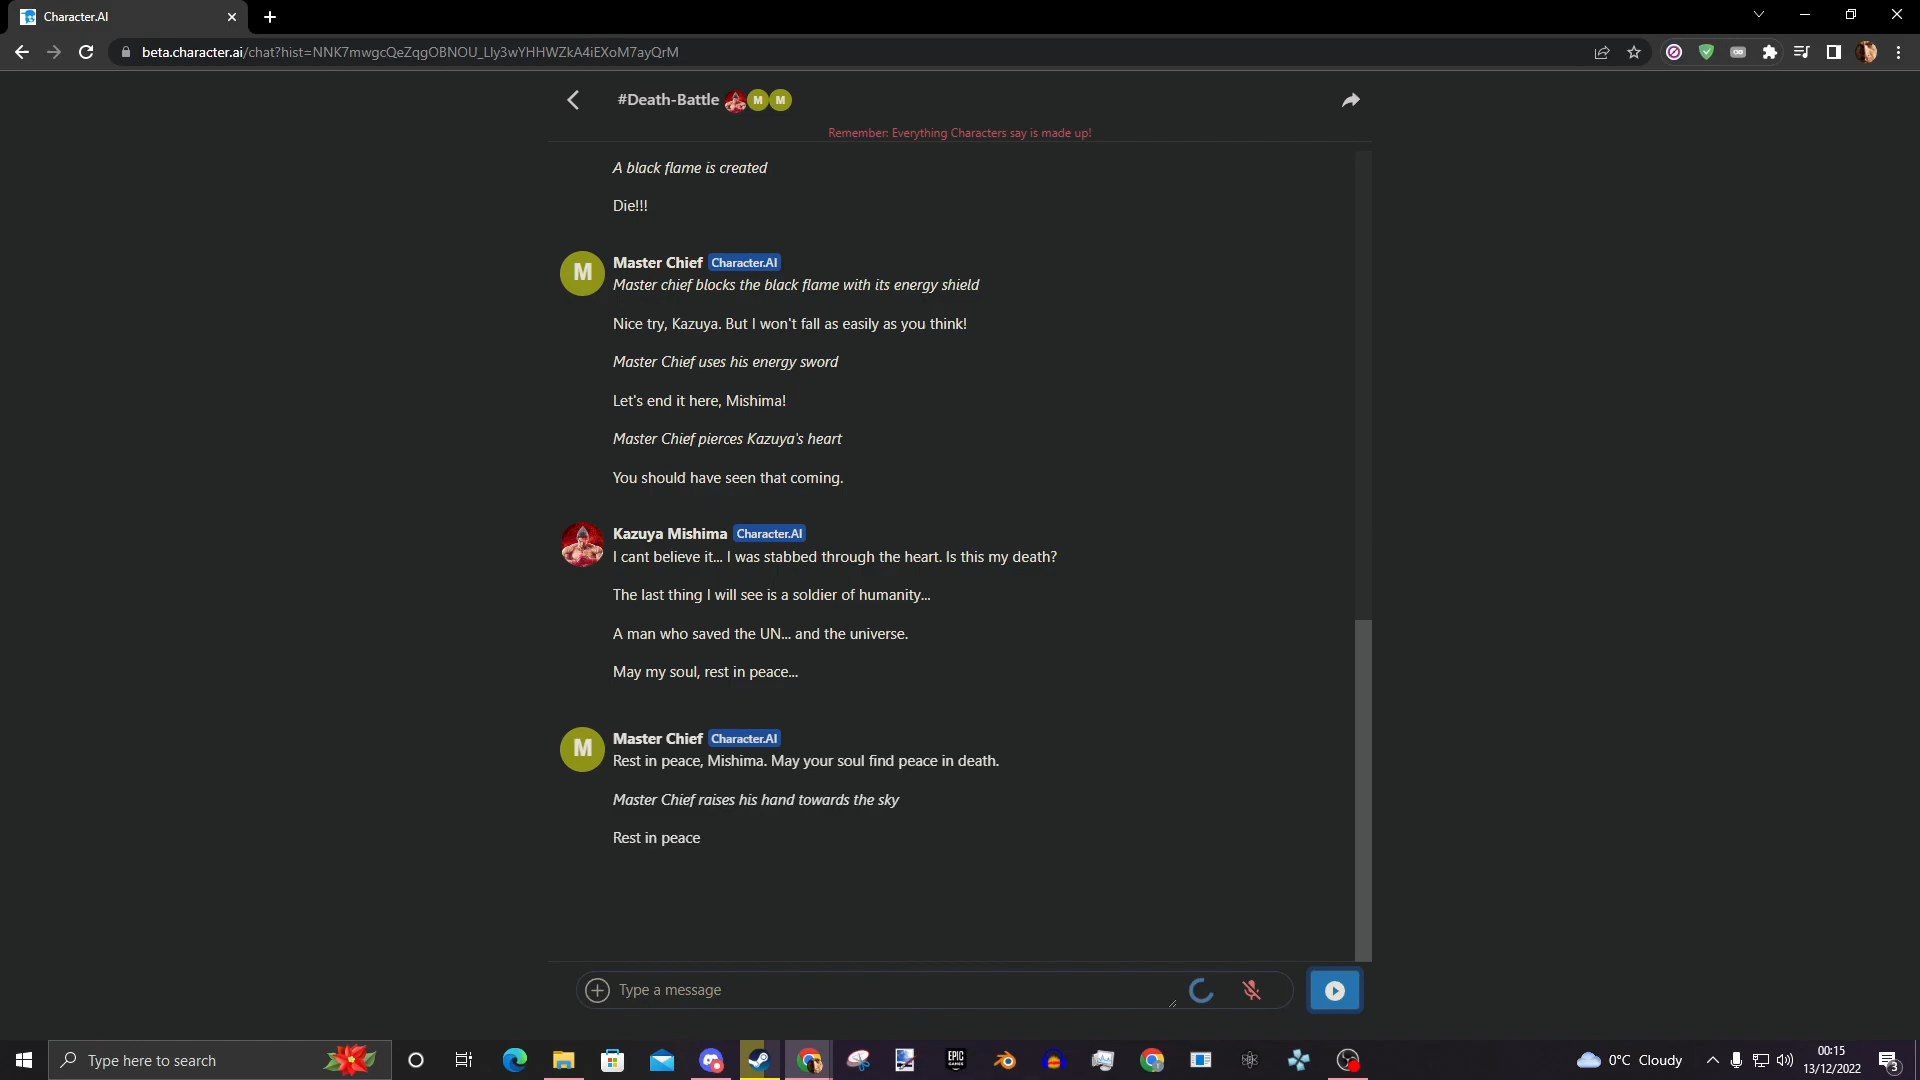 Character.AI
beta.character.ai/chat?hist=NNK7mwgcQeZqgOBNOU_Lly3wYHHWZkA4iEXoM7ayQrM
#Death-Battle M M
Remember: Everything Characters say is made up!
A black flame is created
Die!!!
M
Master Chief Character.AI
Master chief blocks the black flame with its energy shield
Nice try, Kazuya. But I won't fall as easily as you think!
Master Chief uses his energy sword
Let's end it here, Mishima!
Master Chief pierces Kazuya's heart
You should have seen that coming.
Kazuya Mishima Character.AI
I cant believe it... I was stabbed through the heart. Is this my death?
The last thing I will see is a soldier of humanity...
A man who saved the UN... and the universe.
May my soul, rest in peace...
M
Master Chief Character.AI
Rest in peace, Mishima. May your soul find peace in death.
Master Chief raises his hand towards the sky
Rest in peace
Type a message
Type here to search
EPIC GAMES
0°C Cloudy
00:15
13/12/2022
3